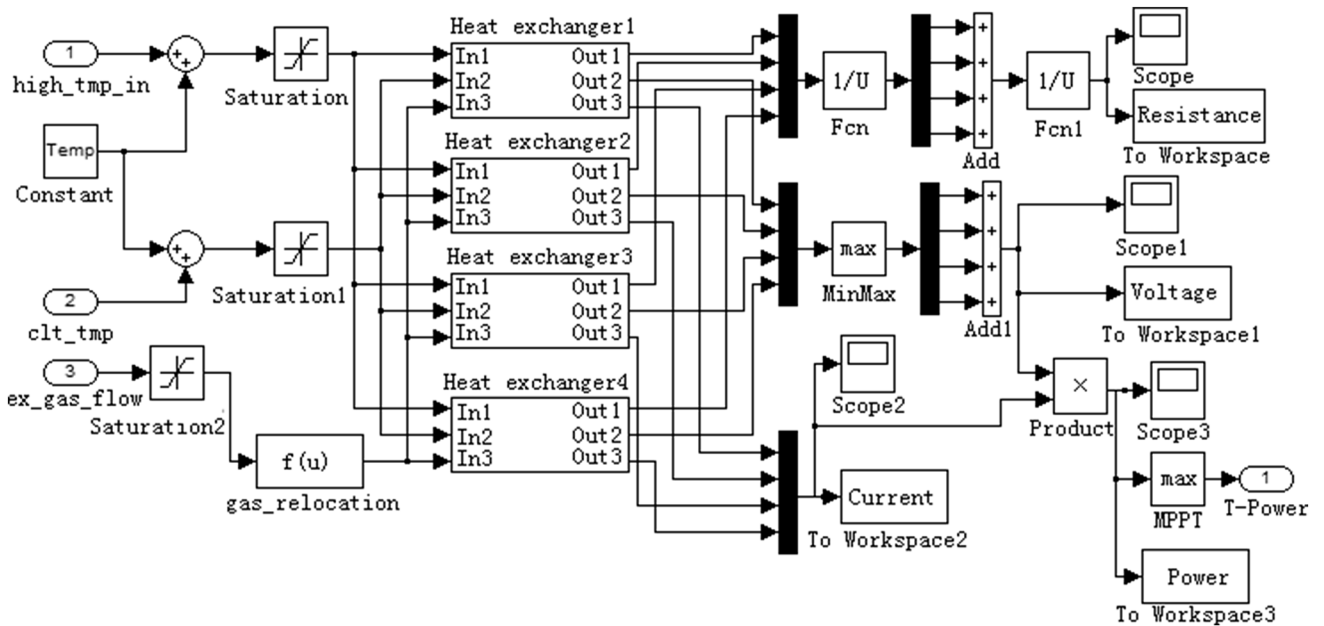 1
high_tmp_in
Saturation
Temp
Constant
2
clt_tmp
Saturation1
3
ex_gas_flow
Saturation2
f(u)
gas_relocation
Heat exchanger1
In1 Out1
In2 Out2
In3 Out3
Heat exchanger2
In1 Out1
In2 Out2
In3 Out3
Heat exchanger3
In1 Out1
In2 Out2
In3 Out3
Heat exchanger4
In1 Out1
In2 Out2
In3 Out3
1/U
Fcn
Add
1/U
Fcn1
Scope
Resistance
To Workspace
max
MinMax
Add1
Scope1
Voltage
To Workspace1
Scope2
×
Product
Scope3
Current
To Workspace2
max
MPPT
1
T-Power
Power
To Workspace3